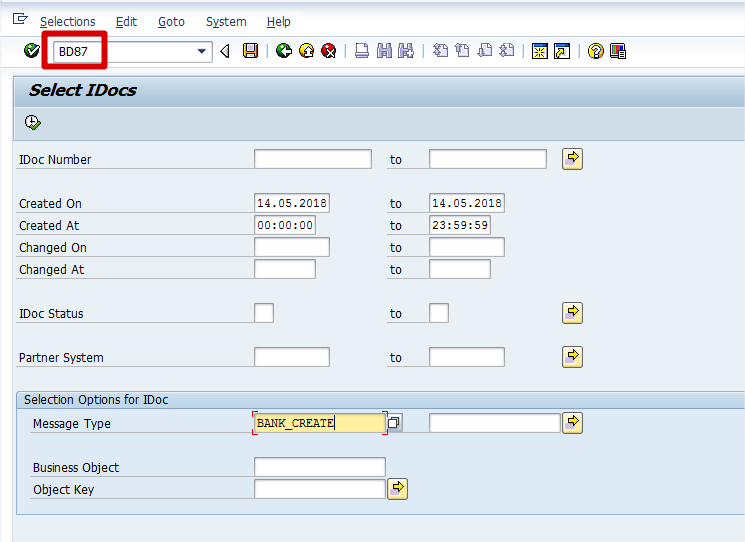 Selections Edit Goto System Help
BD87
Select IDocs
IDoc Number to
Created On 14.05.2018 to 14.05.2018
Created At 00:00:00 to 23:59:59
Changed On to
Changed At to
IDoc Status to
Partner System to
Selection Options for IDoc
Message Type BANK_CREATE
Business Object
Object Key